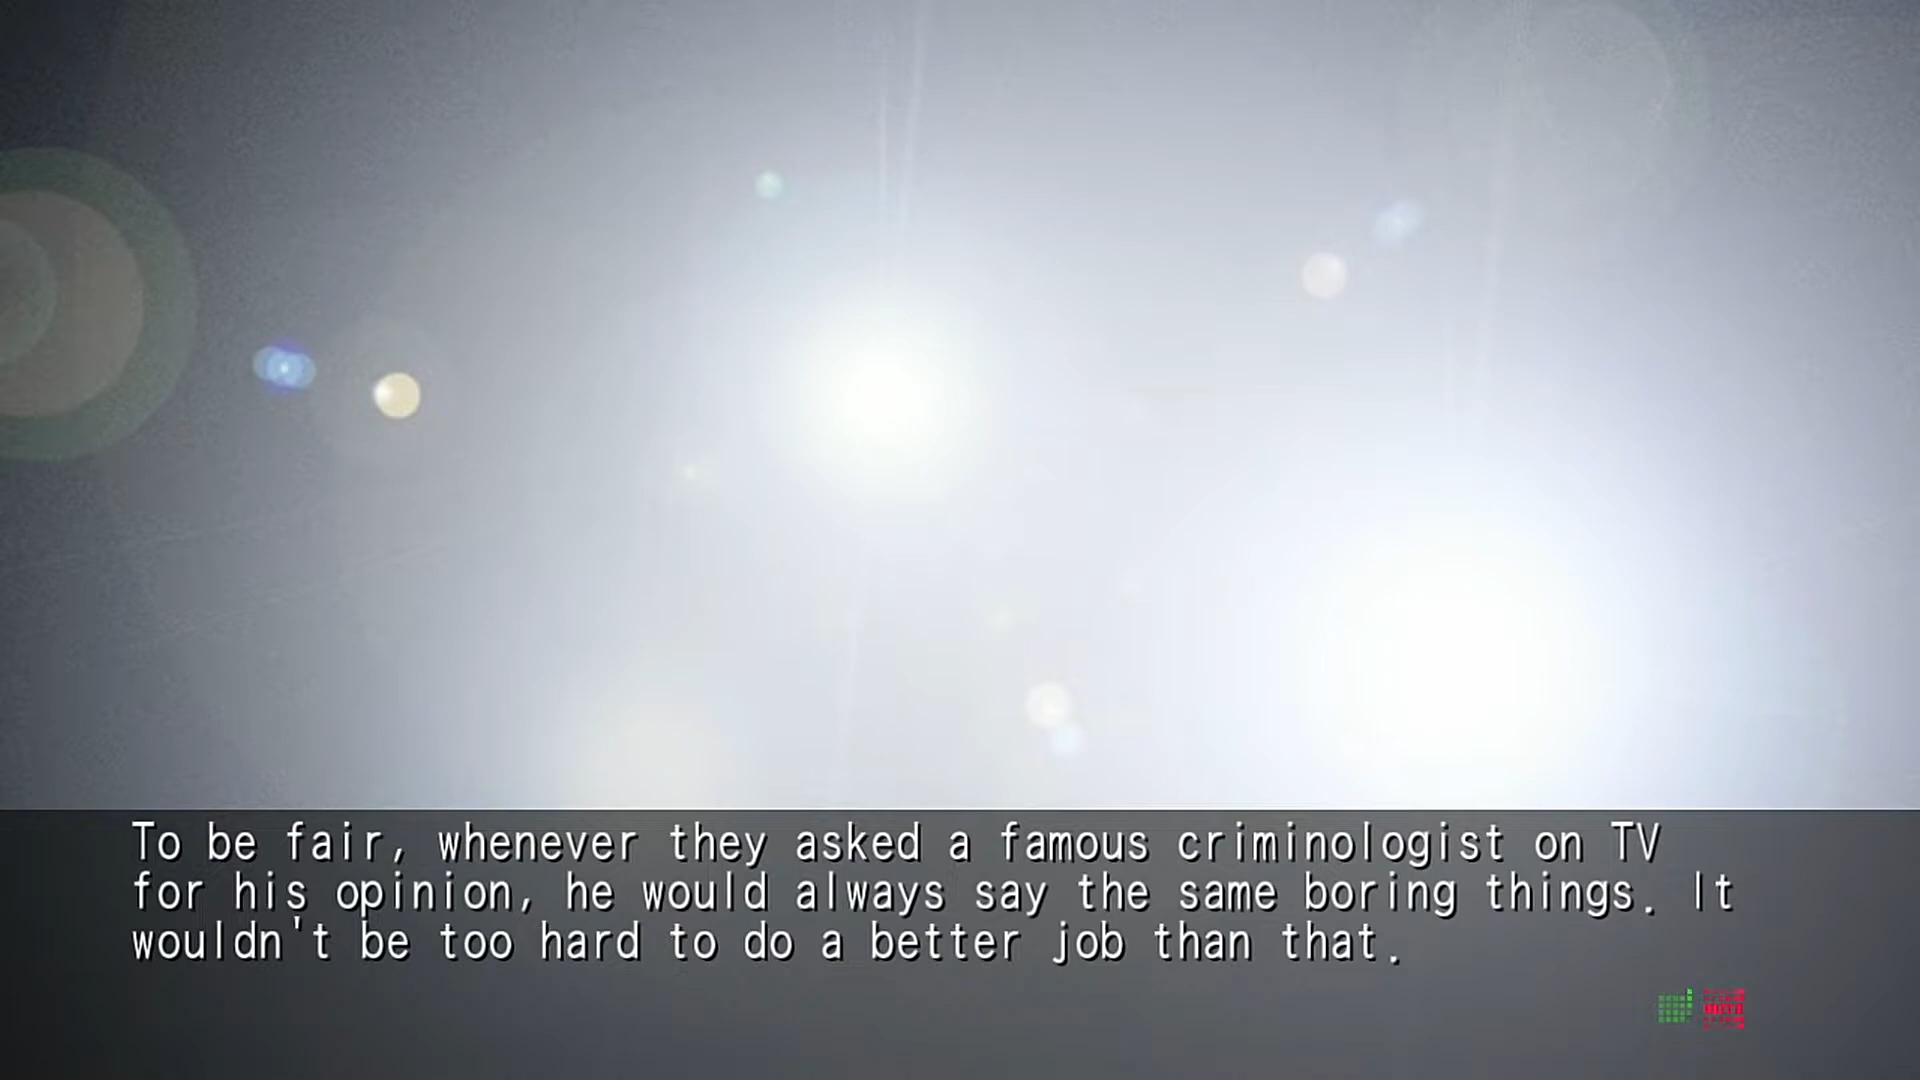 To be fair, whenever they asked a famous criminologist on TV
for his opinion, he would always say the same boring things. It
wouldn't be too hard to do a better job than that.